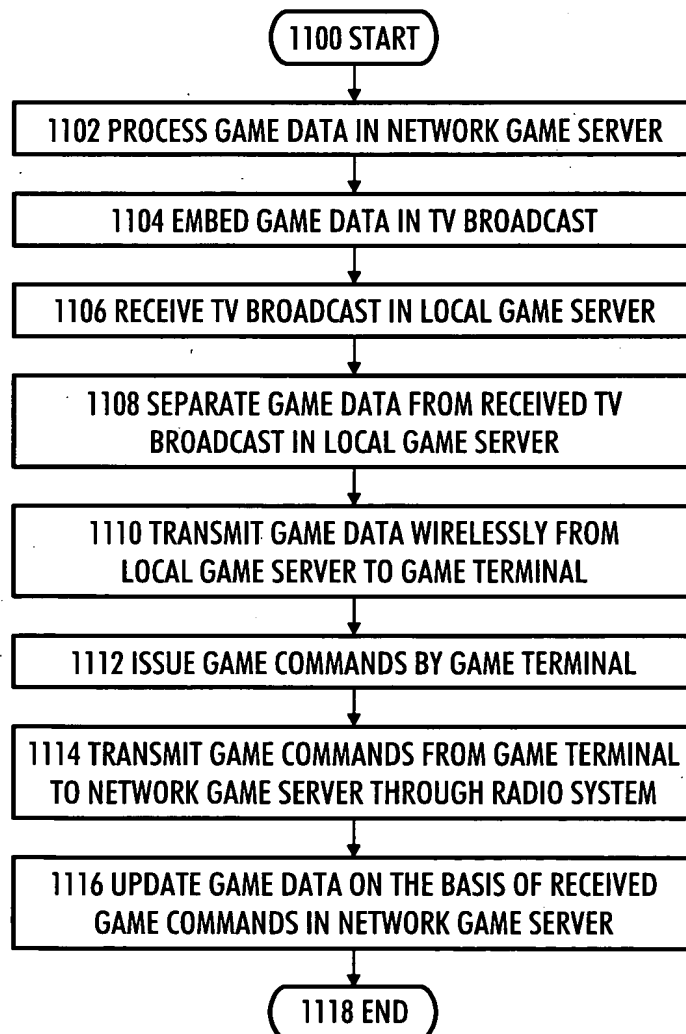 1100 START
1102 PROCESS GAME DATA IN NETWORK GAME SERVER
1104 EMBED GAME DATA IN TV BROADCAST
1106 RECEIVE TV BROADCAST IN LOCAL GAME SERVER
1108 SEPARATE GAME DATA FROM RECEIVED TV
BROADCAST IN LOCAL GAME SERVER
1110 TRANSMIT GAME DATA WIRELESSLY FROM
LOCAL GAME SERVER TO GAME TERMINAL
1112 ISSUE GAME COMMANDS BY GAME TERMINAL
1114 TRANSMIT GAME COMMANDS FROM GAME TERMINAL
TO NETWORK GAME SERVER THROUGH RADIO SYSTEM
1116 UPDATE GAME DATA ON THE BASIS OF RECEIVED
GAME COMMANDS IN NETWORK GAME SERVER
1118 END